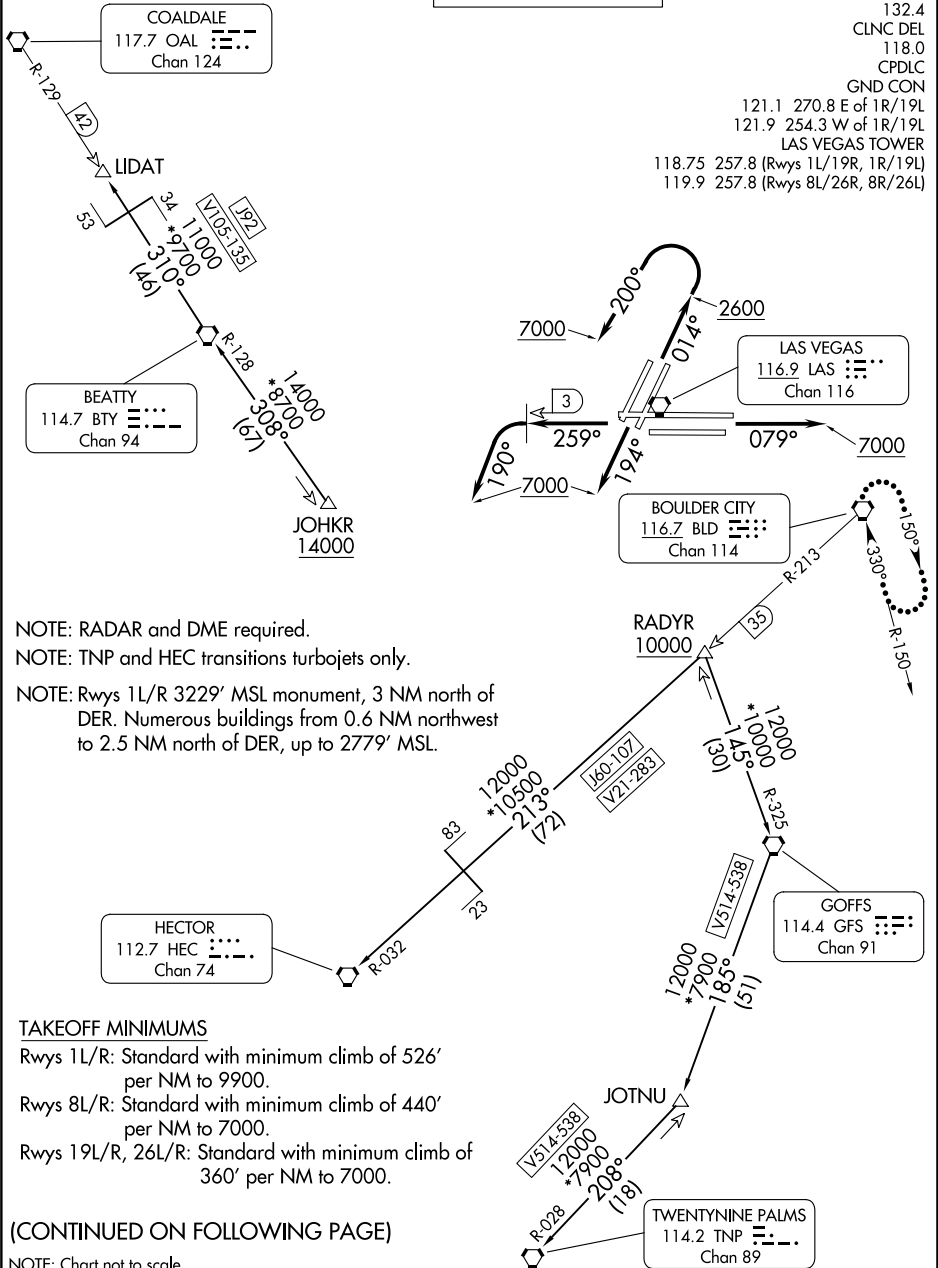 COALDALE
117.7 OAL
Chan 124
132.4
CLNC DEL
118.0
CPDLC
GND CON
121.1 270.8 E of 1R/19L
121.9 254.3 W of 1R/19L
LAS VEGAS TOWER
118.75 257.8 (Rwys 1L/19R, 1R/19L)
119.9 257.8 (Rwys 8L/26R, 8R/26L)
R-129
42
LIDAT
53
34
J92
V105-135
11000
*9700
310°
(46)
BEATTY
114.7 BTY
Chan 94
R-128
14000
*8700
308°
(67)
JOHKR
14000
200°
7000
2600
014°
LAS VEGAS
116.9 LAS
Chan 116
3
259°
190°
194°
079°
7000
7000
BOULDER CITY
116.7 BLD
Chan 114
150°
330°
R-213
R-150
35
RADYR
10000
NOTE: RADAR and DME required.
NOTE: TNP and HEC transitions turbojets only.
NOTE: Rwys 1L/R 3229’ MSL monument, 3 NM north of
DER. Numerous buildings from 0.6 NM northwest
to 2.5 NM north of DER, up to 2779’ MSL.
12000
*10000
145°
(30)
R-325
J60-107
V21-283
12000
*10500
213°
(72)
83
23
HECTOR
112.7 HEC
Chan 74
R-032
GOFFS
114.4 GFS
Chan 91
V514-538
12000
*7900
185°
(51)
TAKEOFF MINIMUMS
Rwys 1L/R: Standard with minimum climb of 526’
per NM to 9900.
Rwys 8L/R: Standard with minimum climb of 440’
per NM to 7000.
Rwys 19L/R, 26L/R: Standard with minimum climb of
360’ per NM to 7000.
JOTNU
V514-538
12000
*7900
208°
(18)
R-028
TWENTYNINE PALMS
114.2 TNP
Chan 89
(CONTINUED ON FOLLOWING PAGE)
NOTE: Chart not to scale